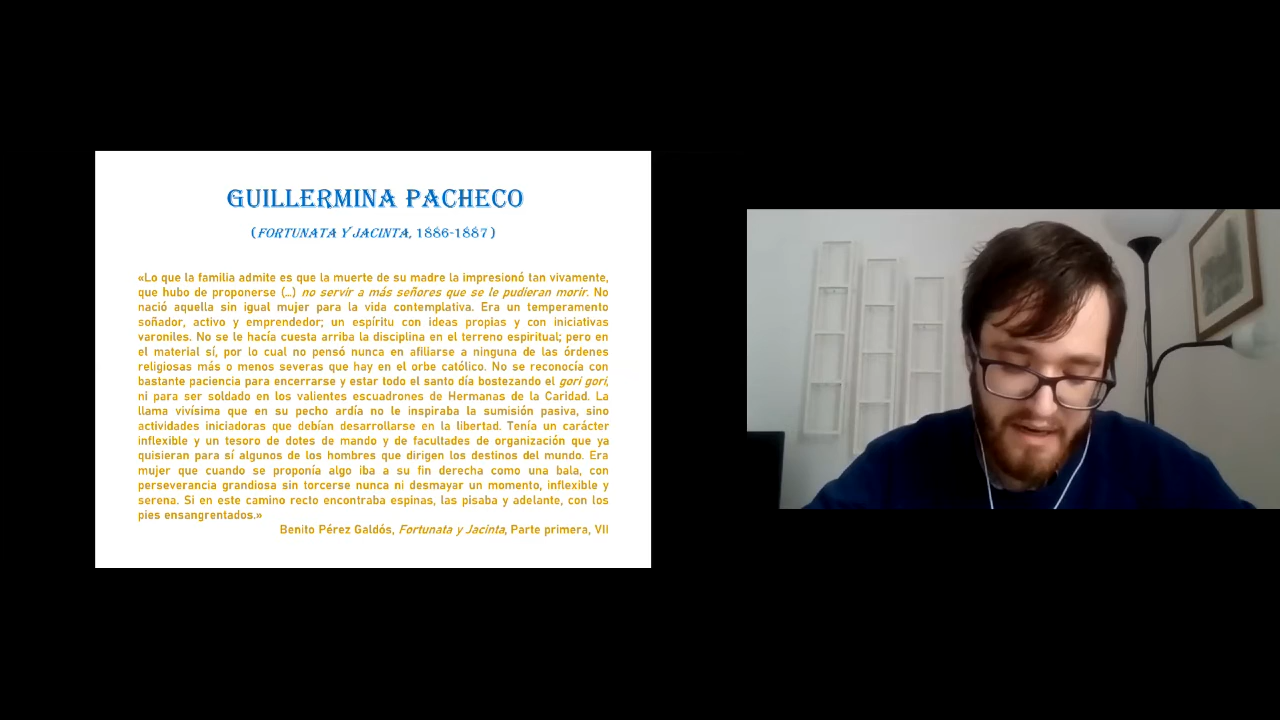 GUILLERMINA PACHECO
(FORTUNATA Y JACINTA, 1886-1887)
«Lo que la familia admite es que la muerte de su madre la impresionó tan vivamente,
que hubo de proponerse (...) no servir a más señores que se le pudieran morir. No
nació aquella sin igual mujer para la vida contemplativa. Era un temperamento
soñador, activo y emprendedor; un espíritu con ideas propias y con iniciativas
varoniles. No se le hacía cuesta arriba la disciplina en el terreno espiritual; pero en
el material sí, por lo cual no pensó nunca en afiliarse a ninguna de las órdenes
religiosas más o menos severas que hay en el orbe católico. No se reconocía con
bastante paciencia para encerrarse y estar todo el santo día bostezando el gori gori,
ni para ser soldado en los valientes escuadrones de Hermanas de la Caridad. La
llama vivísima que en su pecho ardía no le inspiraba la sumisión pasiva, sino
actividades iniciadoras que debían desarrollarse en la libertad. Tenía un carácter
inflexible y un tesoro de dotes de mando y de facultades de organización que ya
quisieran para sí algunos de los hombres que dirigen los destinos del mundo. Era
mujer que cuando se proponía algo iba a su fin derecha como una bala, con
perseverancia grandiosa sin torcerse nunca ni desmayar un momento, inflexible y
serena. Si en este camino recto encontraba espinas, las pisaba y adelante, con los
pies ensangrentados.»
Benito Pérez Galdós, Fortunata y Jacinta, Parte primera, VII